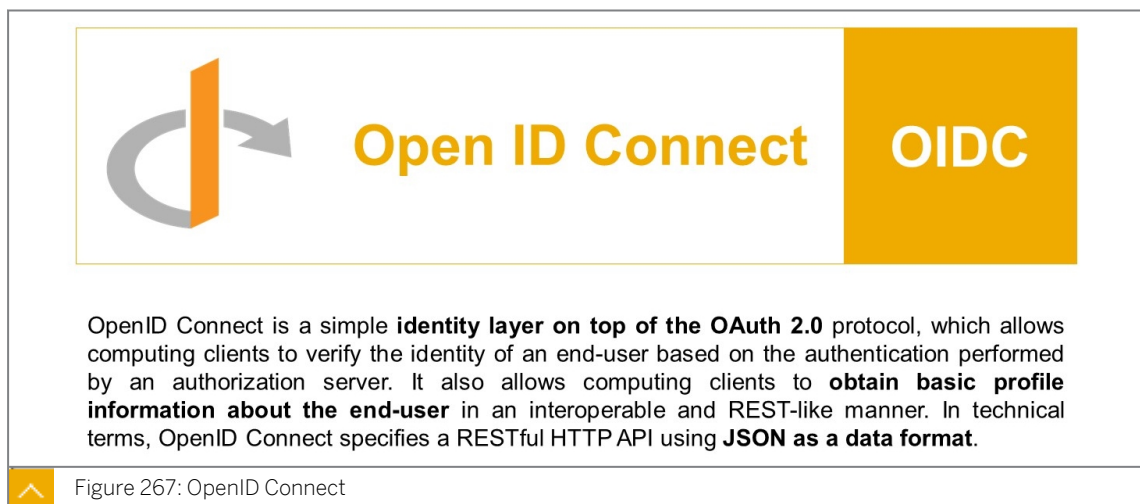 Open ID Connect
OIDC
OpenID Connect is a simple identity layer on top of the OAuth 2.0 protocol, which allows
computing clients to verify the identity of an end-user based on the authentication performed
by an authorization server. It also allows computing clients to obtain basic profile
information about the end-user in an interoperable and REST-like manner. In technical
terms, OpenID Connect specifies a RESTful HTTP API using JSON as a data format.
Figure 267: OpenID Connect